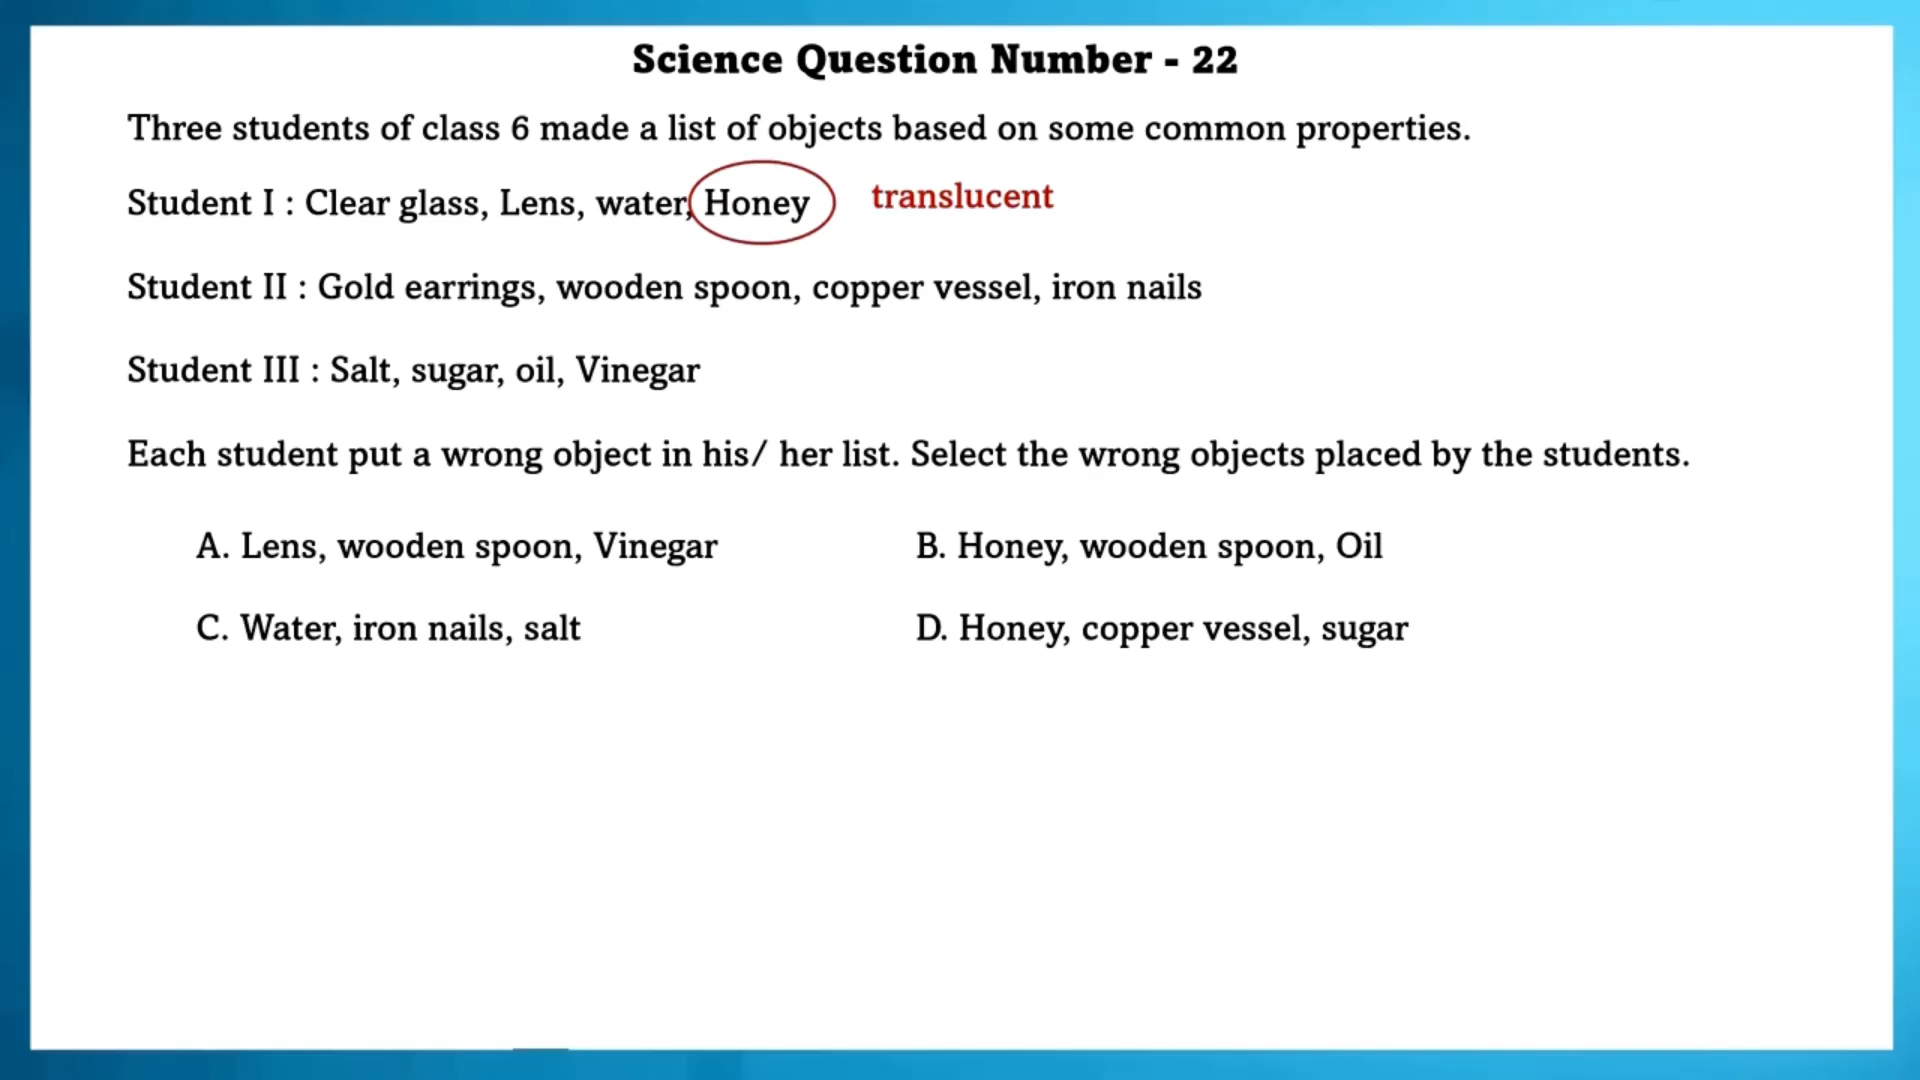 Science Question Number - 22
Three students of class 6 made a list of objects based on some common properties.
Student I : Clear glass, Lens, water, Honey translucent
Student II : Gold earrings, wooden spoon, copper vessel, iron nails
Student III : Salt, sugar, oil, Vinegar
Each student put a wrong object in his/ her list. Select the wrong objects placed by the students.
A. Lens, wooden spoon, Vinegar B. Honey, wooden spoon, Oil
C. Water, iron nails, salt D. Honey, copper vessel, sugar